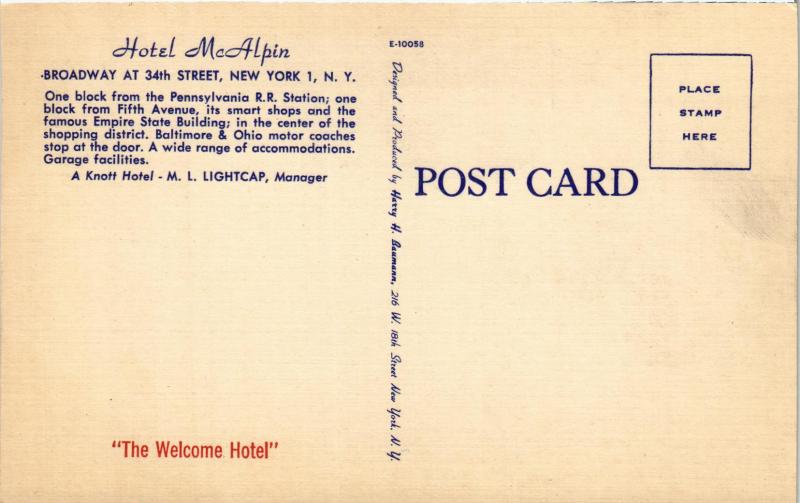 Hotel McAlpin
BROADWAY AT 34th STREET, NEW YORK 1, N. Y.
One block from the Pennsylvania R.R. Station; one
block from Fifth Avenue, its smart shops and the
famous Empire State Building; in the center of the
shopping district. Baltimore & Ohio motor coaches
stop at the door. A wide range of accommodations.
Garage facilities.
A Knott Hotel - M. L. LIGHTCAP, Manager
"The Welcome Hotel"
E-10058
Designed and Produced by Harry H. Baumann, 216 W. 18th Street New York, N. Y.
POST CARD
PLACE
STAMP
HERE